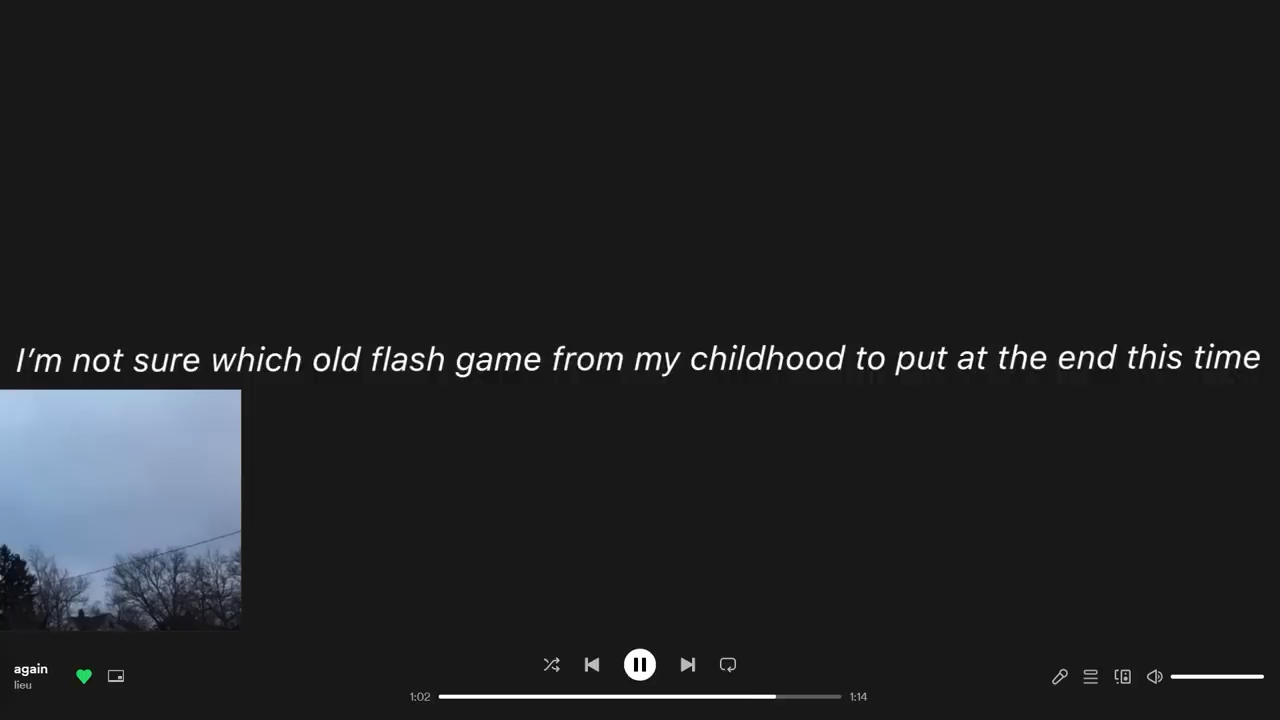 I’m not sure which old flash game from my childhood to put at the end this time
again
lieu
1:02
1:14